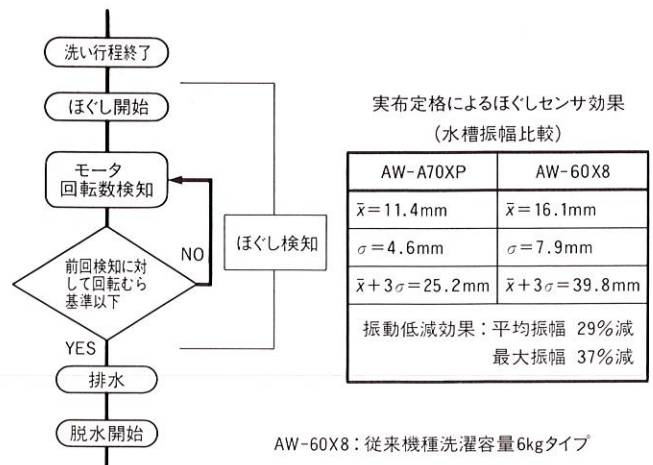 洗い行程終了
ほぐし開始
モータ
回転数検知
NO
ほぐし検知
前回検知に対
して回転むら
基準以下
YES
排水
脱水開始
実布定格によるほぐしセンサ効果
(水槽振幅比較)
AW-A70XP
AW-60X8
x̄=11.4mm
x̄=16.1mm
σ=4.6mm
σ=7.9mm
x̄+3σ=25.2mm
x̄+3σ=39.8mm
振動低減効果:平均振幅 29%減
最大振幅 37%減
AW-60X8:従来機種洗濯容量6kgタイプ